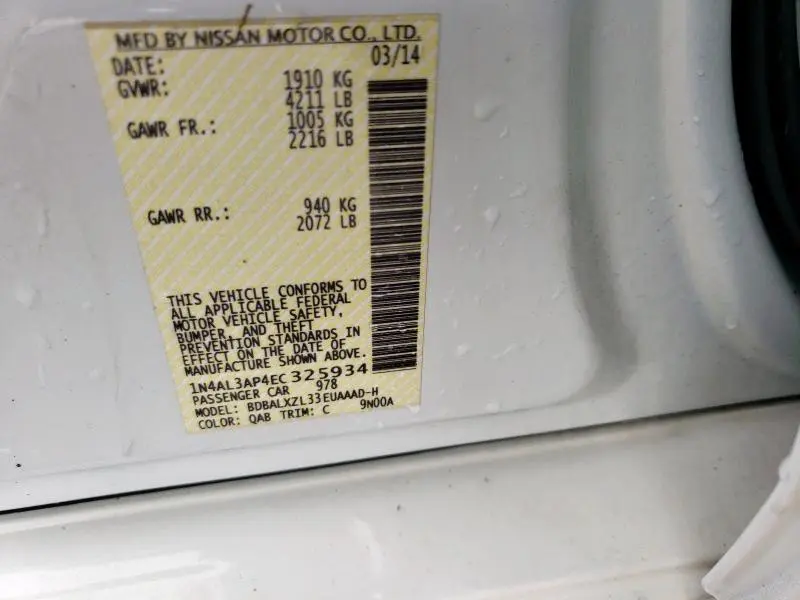 MFD BY NISSAN MOTOR CO., LTD.
DATE: 03/14
GVWR: 1910 KG
4211 LB
GAWR FR.: 1005 KG
2216 LB
GAWR RR.: 940 KG
2072 LB
THIS VEHICLE CONFORMS TO
ALL APPLICABLE FEDERAL
MOTOR VEHICLE SAFETY,
BUMPER, AND THEFT
PREVENTION STANDARDS IN
EFFECT ON THE DATE OF
MANUFACTURE SHOWN ABOVE.
1N4AL3AP4EC325934
PASSENGER CAR 978
MODEL: BDBALXZL33EUAAAD-H
COLOR: QAB TRIM: C 9N00A